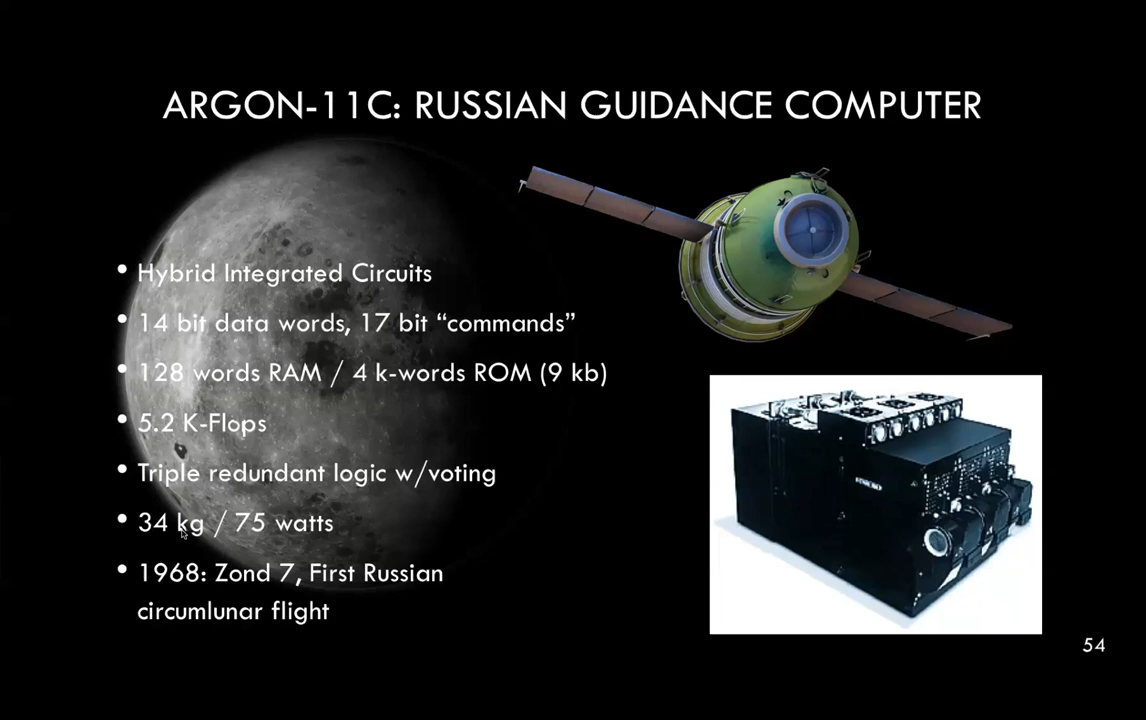 ARGON-11C: RUSSIAN GUIDANCE COMPUTER
• Hybrid Integrated Circuits
• 14 bit data words, 17 bit “commands”
• 128 words RAM / 4 k-words ROM (9 kb)
• 5.2 K-Flops
• Triple redundant logic w/voting
• 34 kg / 75 watts
• 1968: Zond 7, First Russian
circumlunar flight
54